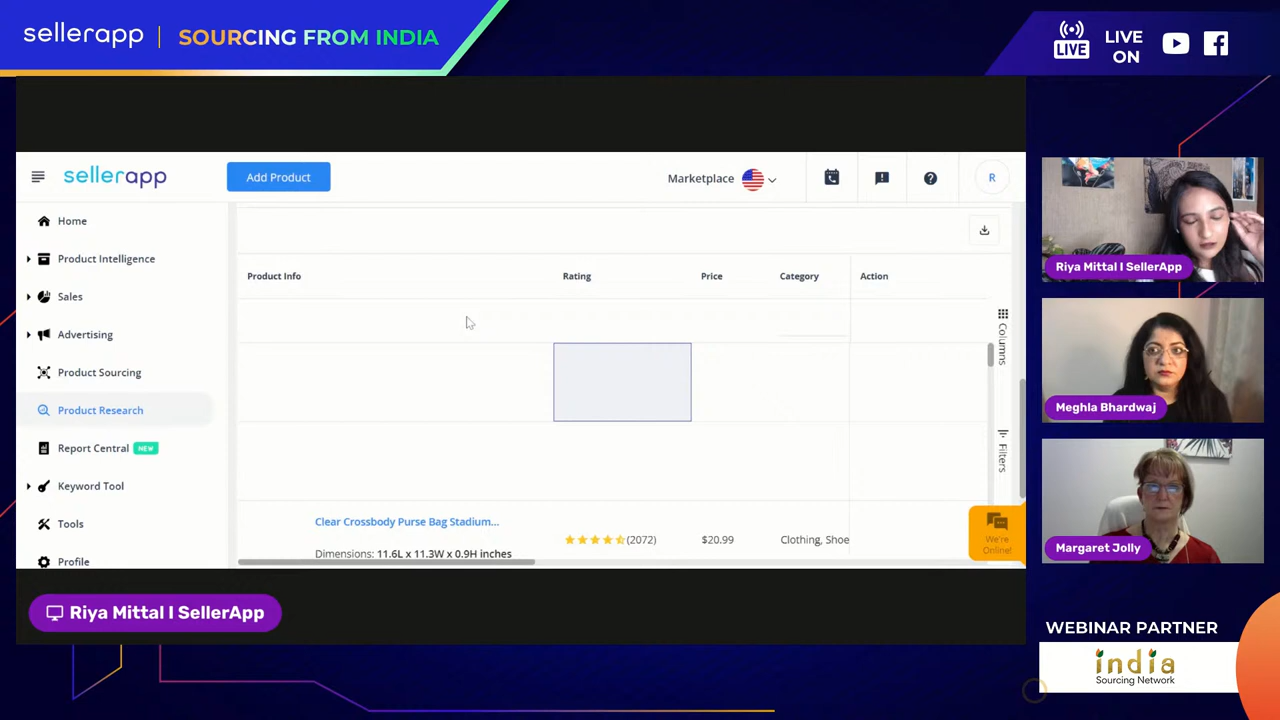 sellerapp
SOURCING FROM INDIA
LIVE
LIVE
ON
sellerapp
Add Product
Marketplace
R
Home
Product Intelligence
Sales
Advertising
Product Sourcing
Product Research
Report Central NEW
Keyword Tool
Tools
Profile
Product Info
Rating
Price
Category
Action
Columns
Filters
Clear Crossbody Purse Bag Stadium...
Dimensions: 11.6L x 11.3W x 0.9H inches
(2072)
$20.99
Clothing, Shoe
We're
Online!
Riya Mittal I SellerApp
Riya Mittal I SellerApp
Meghla Bhardwaj
Margaret Jolly
WEBINAR PARTNER
india
Sourcing Network